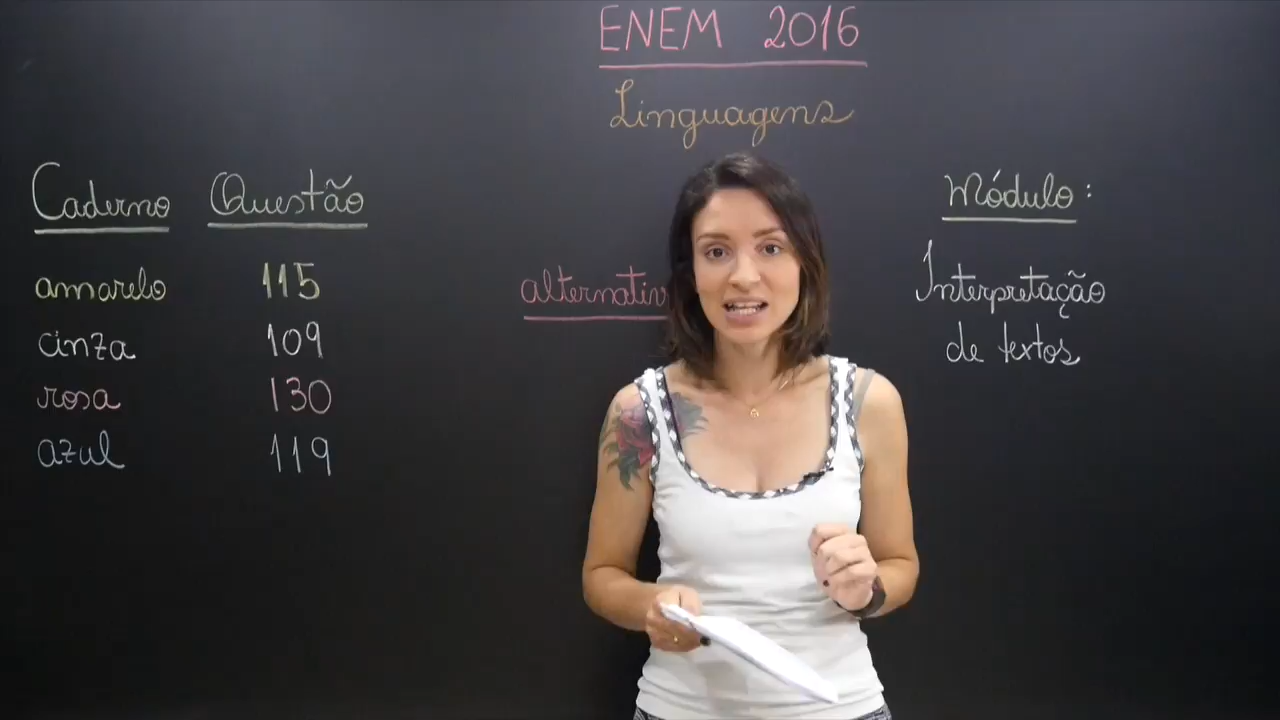 ENEM 2016
Linguagens
Caderno Questão
amarelo 115
cinza 109
rosa 130
azul 119
Módulo:
Interpretação
de textos